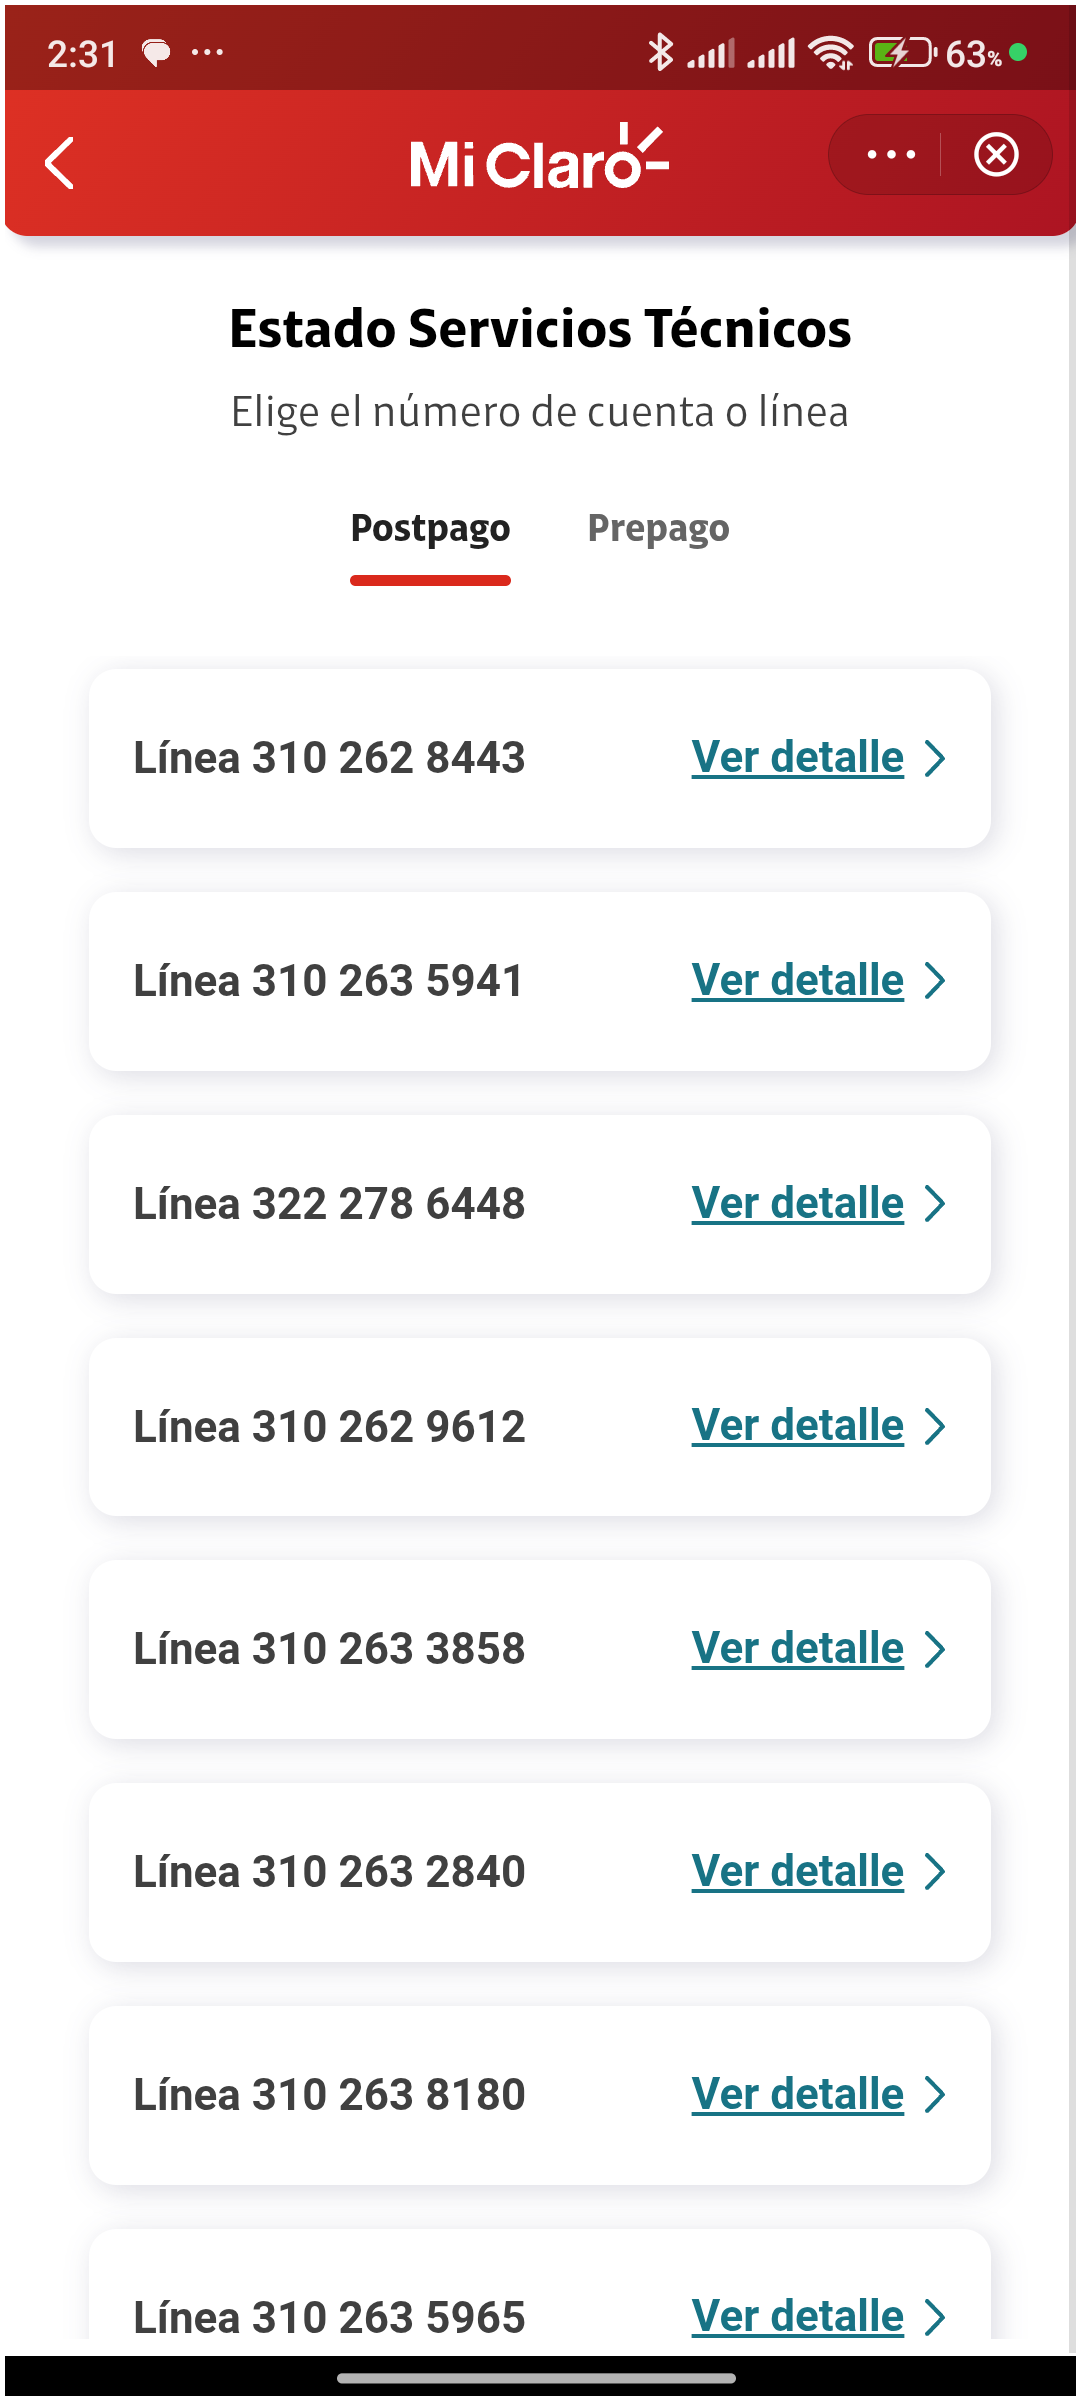 2:31
63%
Mi Claro
Estado Servicios Técnicos
Elige el número de cuenta o línea
Postpago Prepago
Línea 310 262 8443 Ver detalle
Línea 310 263 5941 Ver detalle
Línea 322 278 6448 Ver detalle
Línea 310 262 9612 Ver detalle
Línea 310 263 3858 Ver detalle
Línea 310 263 2840 Ver detalle
Línea 310 263 8180 Ver detalle
Línea 310 263 5965 Ver detalle